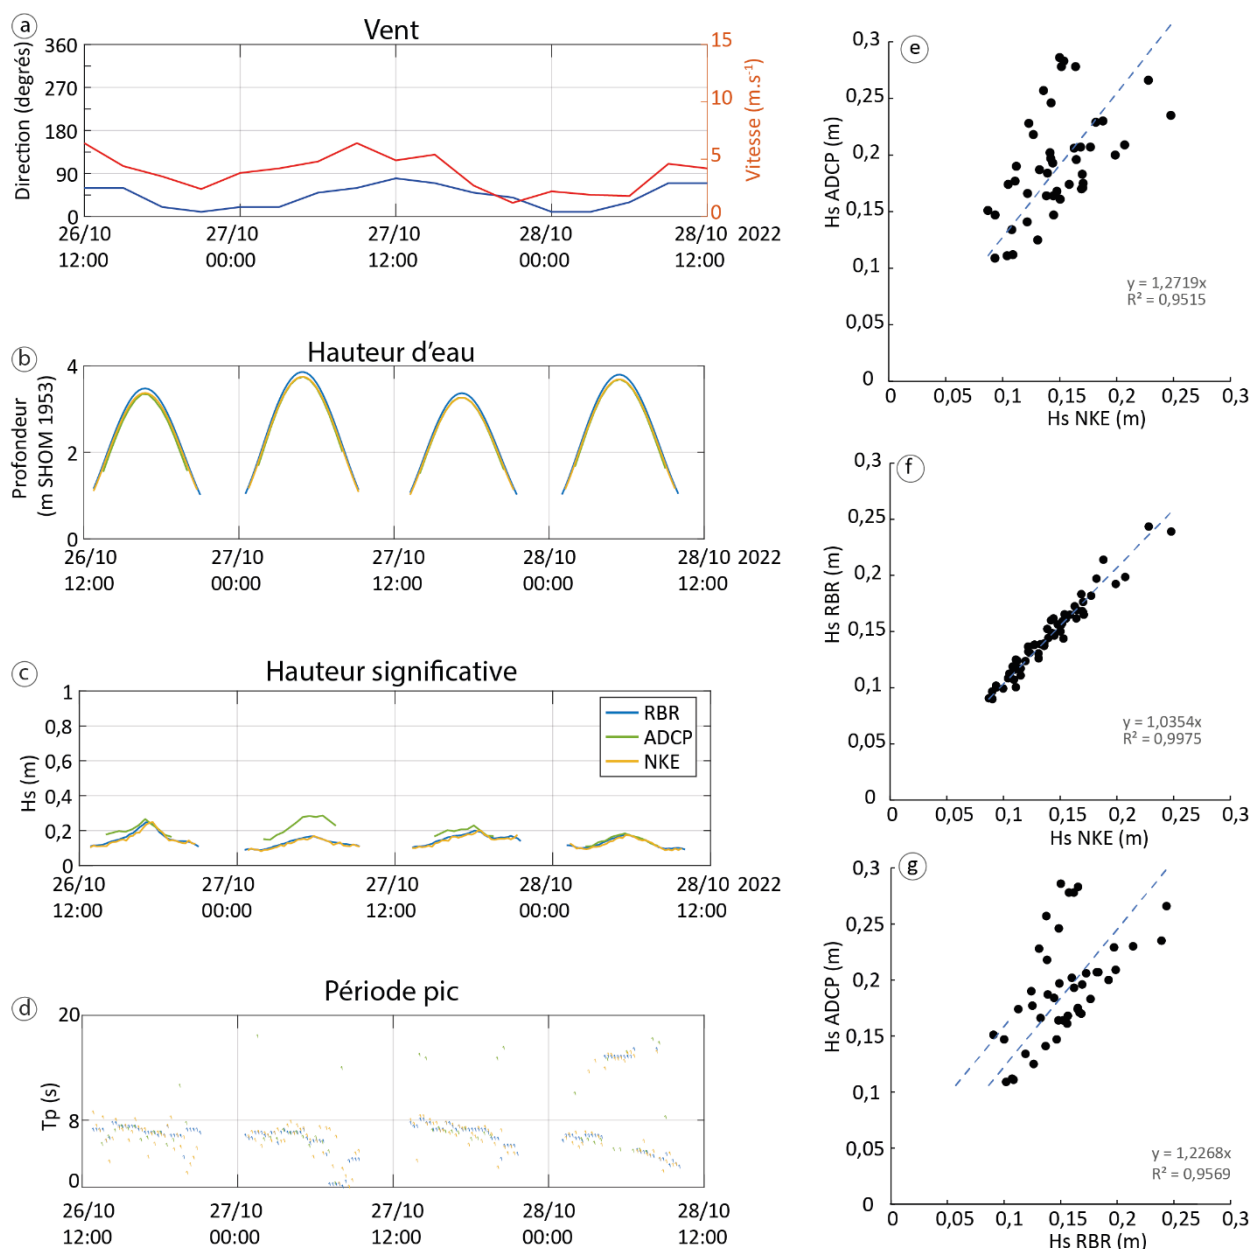 a
Vent
360
270
180
90
0
Direction (degrés)
15
10
5
0
Vitesse (m.s⁻¹)
26/10
12:00
27/10
00:00
27/10
12:00
28/10
00:00
28/10
12:00
2022
b
Hauteur d'eau
4
2
0
Profondeur
(m SHOM 1953)
26/10
12:00
27/10
00:00
27/10
12:00
28/10
00:00
28/10
12:00
2022
c
Hauteur significative
1
0,8
0,6
0,4
0,2
0
Hs (m)
RBR
ADCP
NKE
26/10
12:00
27/10
00:00
27/10
12:00
28/10
00:00
28/10
12:00
2022
d
Période pic
20
8
0
Tp (s)
26/10
12:00
27/10
00:00
27/10
12:00
28/10
00:00
28/10
12:00
2022
e
0,3
0,25
0,2
0,15
0,1
0,05
0
Hs ADCP (m)
y = 1,2719x
R² = 0,9515
0 0,05 0,1 0,15 0,2 0,25 0,3
Hs NKE (m)
f
0,3
0,25
0,2
0,15
0,1
0,05
0
Hs RBR (m)
y = 1,0354x
R² = 0,9975
0 0,05 0,1 0,15 0,2 0,25 0,3
Hs NKE (m)
g
0,3
0,25
0,2
0,15
0,1
0,05
0
Hs ADCP (m)
y = 1,2268x
R² = 0,9569
0 0,05 0,1 0,15 0,2 0,25 0,3
Hs RBR (m)